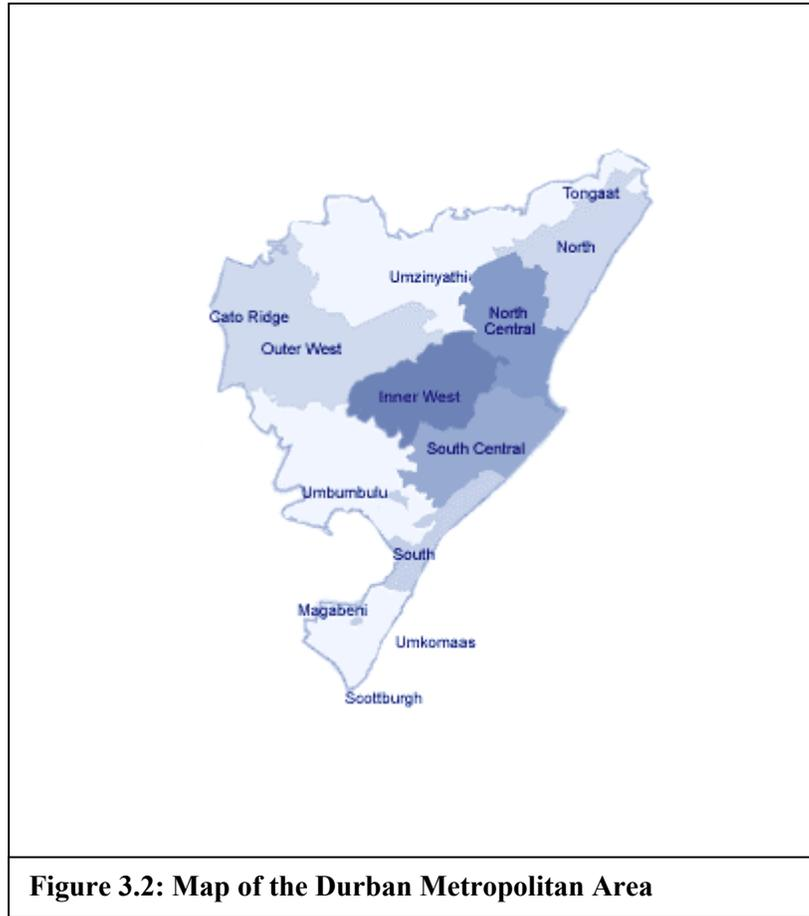 Tongaat
North
Umzinyathi
North
Central
Cato Ridge
Outer West
Inner West
South Central
Umbumbulu
South
Magabeni
Umkomaas
Scottburgh
Figure 3.2: Map of the Durban Metropolitan Area